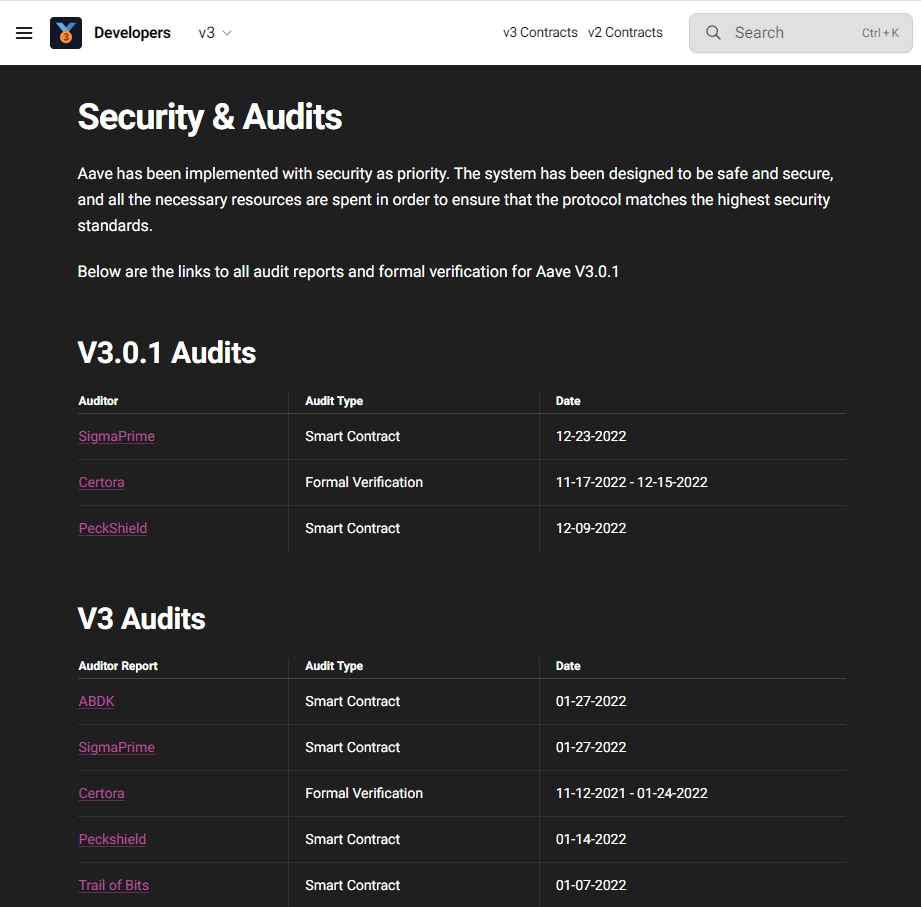 Developers v3 v3 Contracts v2 Contracts Search Ctrl + K
3
Security & Audits
Aave has been implemented with security as priority. The system has been designed to be safe and secure,
and all the necessary resources are spent in order to ensure that the protocol matches the highest security
standards.
Below are the links to all audit reports and formal verification for Aave V3.0.1
V3.0.1 Audits
Auditor Audit Type Date
SigmaPrime Smart Contract 12-23-2022
Certora Formal Verification 11-17-2022 - 12-15-2022
PeckShield Smart Contract 12-09-2022
V3 Audits
Auditor Report Audit Type Date
ABDK Smart Contract 01-27-2022
SigmaPrime Smart Contract 01-27-2022
Certora Formal Verification 11-12-2021 - 01-24-2022
Peckshield Smart Contract 01-14-2022
Trail of Bits Smart Contract 01-07-2022